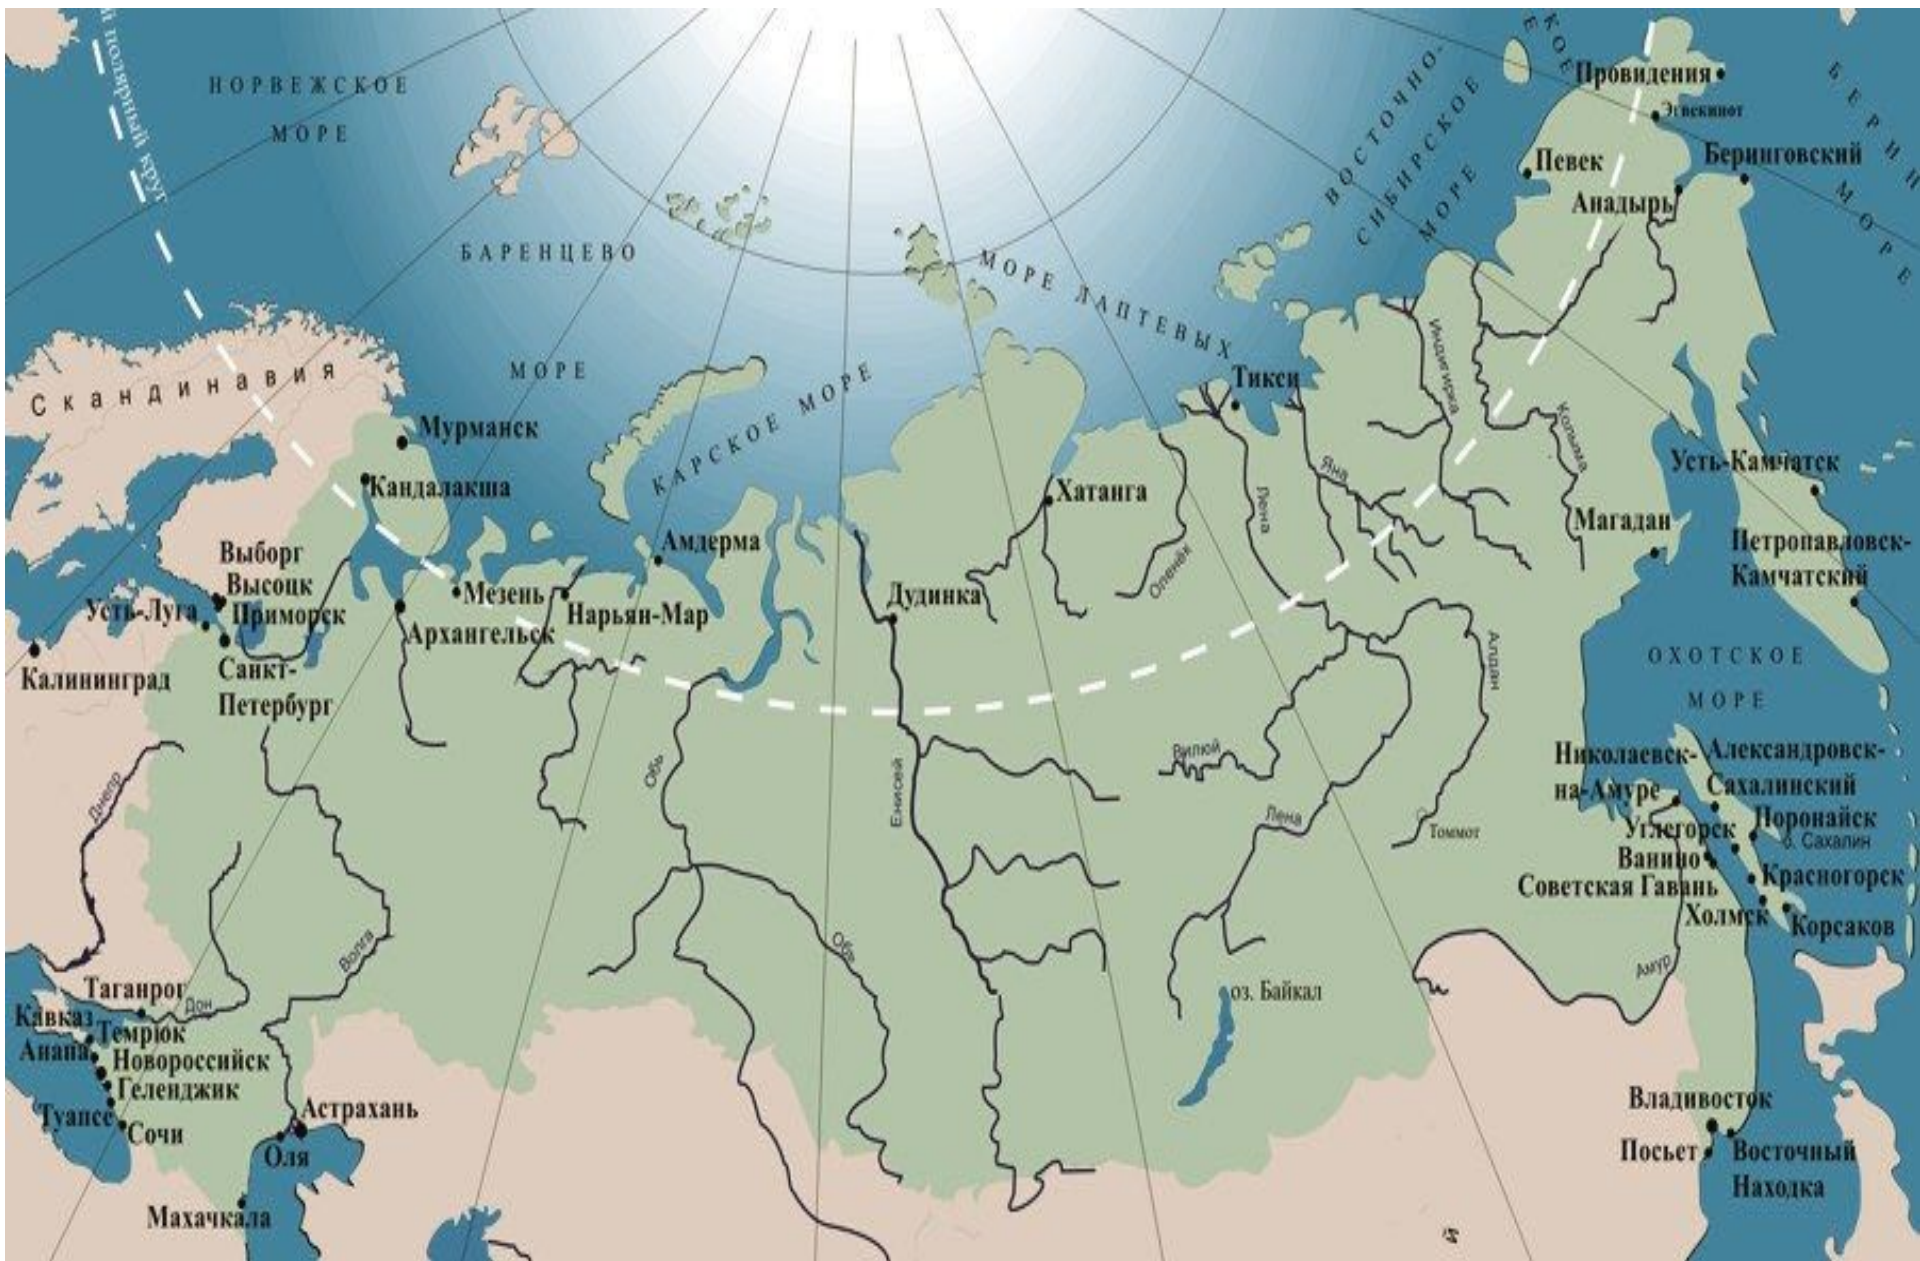 й полярный круг
НОРВЕЖСКОЕ
МОРЕ
БАРЕНЦЕВО
МОРЕ
КАРСКОЕ МОРЕ
МОРЕ ЛАПТЕВЫХ
ВОСТОЧНО-
СИБИРСКОЕ
МОРЕ
КОЕ
Е
БЕРИН
МОРЕ
Провидения
Эгвекинот
Певек
Беринговский
Анадырь
Скандинавия
Мурманск
Кандалакша
Тикси
Индигирка
Колыма
Яна
Лена
Хатанга
Оленёк
Усть-Камчатск
Магадан
Петропавловск-
Камчатский
Амдерма
Выборг
Высоцк
Усть-Луга
Приморск
Мезень
Нарьян-Мар
Архангельск
Дудинка
Калининград
Санкт-
Петербург
ОХОТСКОЕ
МОРЕ
Алдан
Вилюй
Лена
Томмот
Обь
Енисей
Днепр
Николаевск-
на-Амуре
Александровск-
Сахалинский
Поронайск
о. Сахалин
Углегорск
Ванино
Советская Гавань
Красногорск
Холмск
Корсаков
Волга
Обь
Амур
оз. Байкал
Таганрог
Дон
Кавказ
Темрюк
Анапа
Новороссийск
Геленджик
Туапсе
Сочи
Астрахань
Оля
Махачкала
Владивосток
Посьет
Восточный
Находка
й